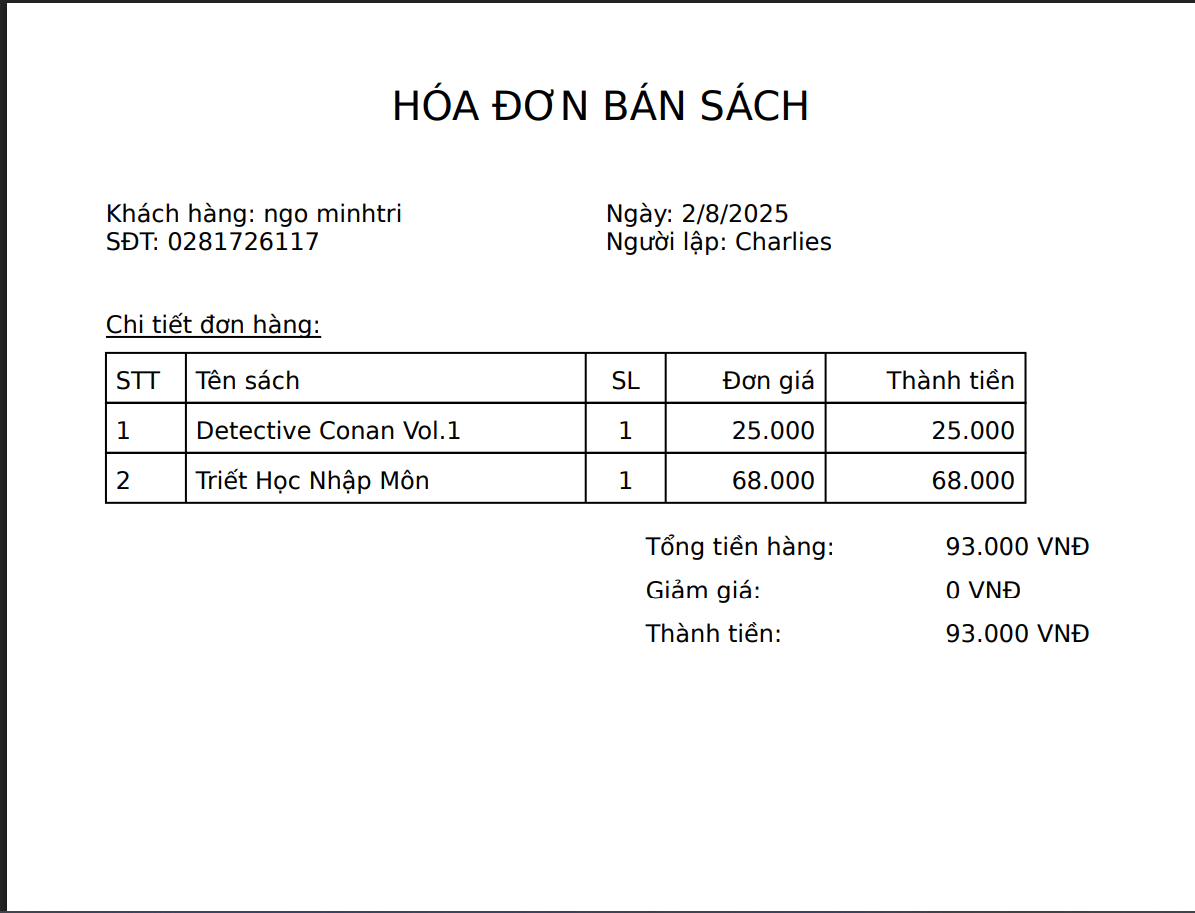 HÓA ĐƠN BÁN SÁCH
Khách hàng: ngo minhtri
Ngày: 2/8/2025
SĐT: 0281726117
Người lập: Charlies
Chi tiết đơn hàng:
STT Tên sách SL Đơn giá Thành tiền
1 Detective Conan Vol.1 1 25.000 25.000
2 Triết Học Nhập Môn 1 68.000 68.000
Tổng tiền hàng: 93.000 VNĐ
Giảm giá: 0 VNĐ
Thành tiền: 93.000 VNĐ